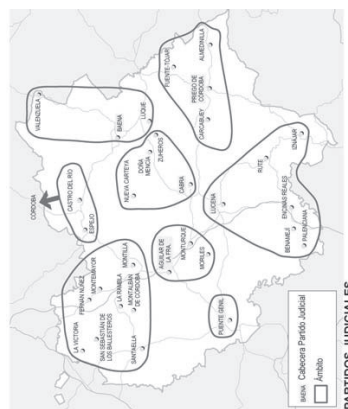 CÓRDOBA
VALENZUELA
CASTRO DEL RÍO
ESPEJO
BAENA
LUQUE
LA VICTORIA
FERNÁN NÚÑEZ
MONTEMAYOR
SAN SEBASTIÁN DE
LOS BALLESTEROS
LA RAMBLA
MONTILLA
MONTALBÁN
DE CÓRDOBA
SANTAELLA
NUEVA CARTEYA
DOÑA
MENCÍA
ZUHEROS
CABRA
FUENTE-TÓJAR
ALMEDINILLA
PRIEGO DE
CÓRDOBA
CARCABUEY
AGUILAR DE
LA FRA.
MONTURQUE
MORILES
PUENTE GENIL
LUCENA
RUTE
IZNÁJAR
ENCINAS REALES
BENAMEJÍ
PALENCIANA
BAENA Cabecera Partido Judicial
Ámbito
PARTIDOS JUDICIALES